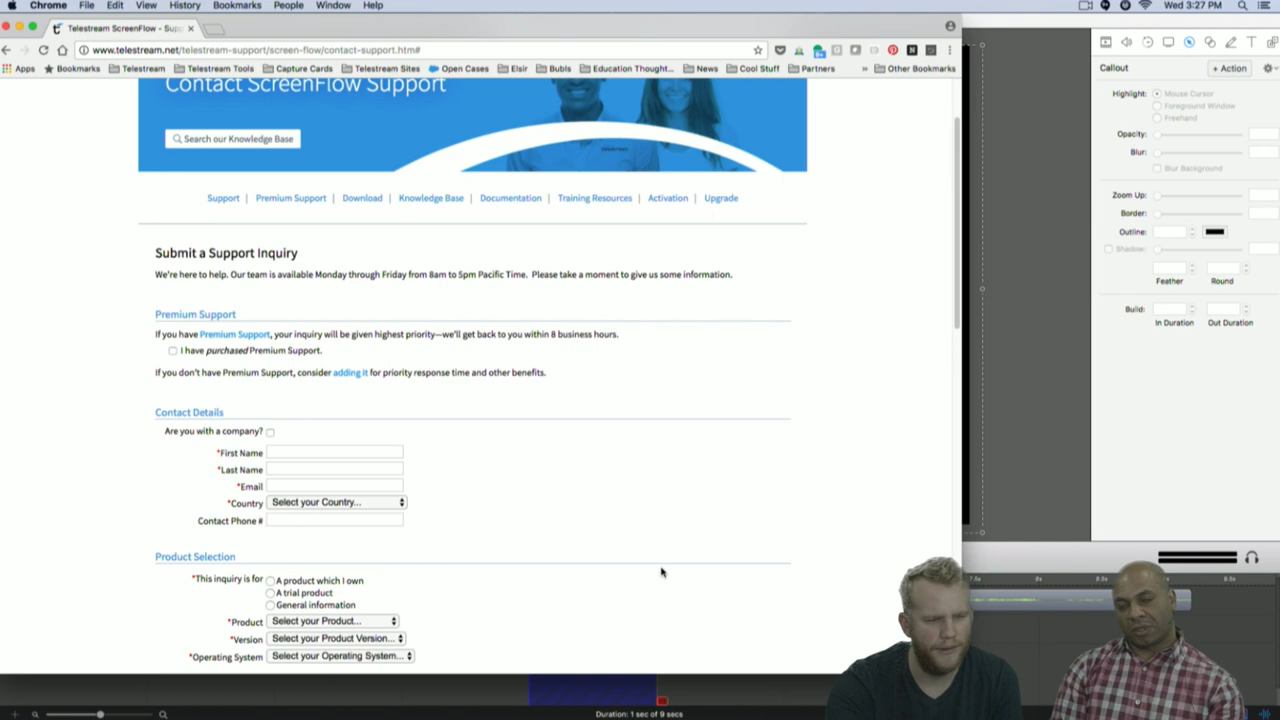 Chrome File Edit View History Bookmarks People Window Help
Wed 3:27 PM
Telestream ScreenFlow - Supp
www.telestream.net/telestream-support/screen-flow/contact-support.htm#
Apps Bookmarks Telestream Telestream Tools Capture Cards Telestream Sites Open Cases Elsir Bubls Education Thought... News Cool Stuff Partners » Other Bookmarks
Contact ScreenFlow Support
Search our Knowledge Base
telestream
Support | Premium Support | Download | Knowledge Base | Documentation | Training Resources | Activation | Upgrade
Submit a Support Inquiry
We're here to help. Our team is available Monday through Friday from 8am to 5pm Pacific Time. Please take a moment to give us some information.
Premium Support
If you have Premium Support, your inquiry will be given highest priority—we'll get back to you within 8 business hours.
I have purchased Premium Support.
If you don't have Premium Support, consider adding it for priority response time and other benefits.
Contact Details
Are you with a company?
*First Name
*Last Name
*Email
*Country Select your Country...
Contact Phone #
Product Selection
*This inquiry is for A product which I own
A trial product
General information
*Product Select your Product...
*Version Select your Product Version...
*Operating System Select your Operating System...
Callout
+ Action
Highlight: Mouse Cursor
Foreground Window
Freehand
Opacity:
Blur:
Blur Background
Zoom Up:
Border:
Outline:
Shadow:
Feather Round
Build:
In Duration Out Duration
Duration: 1 sec of 9 secs